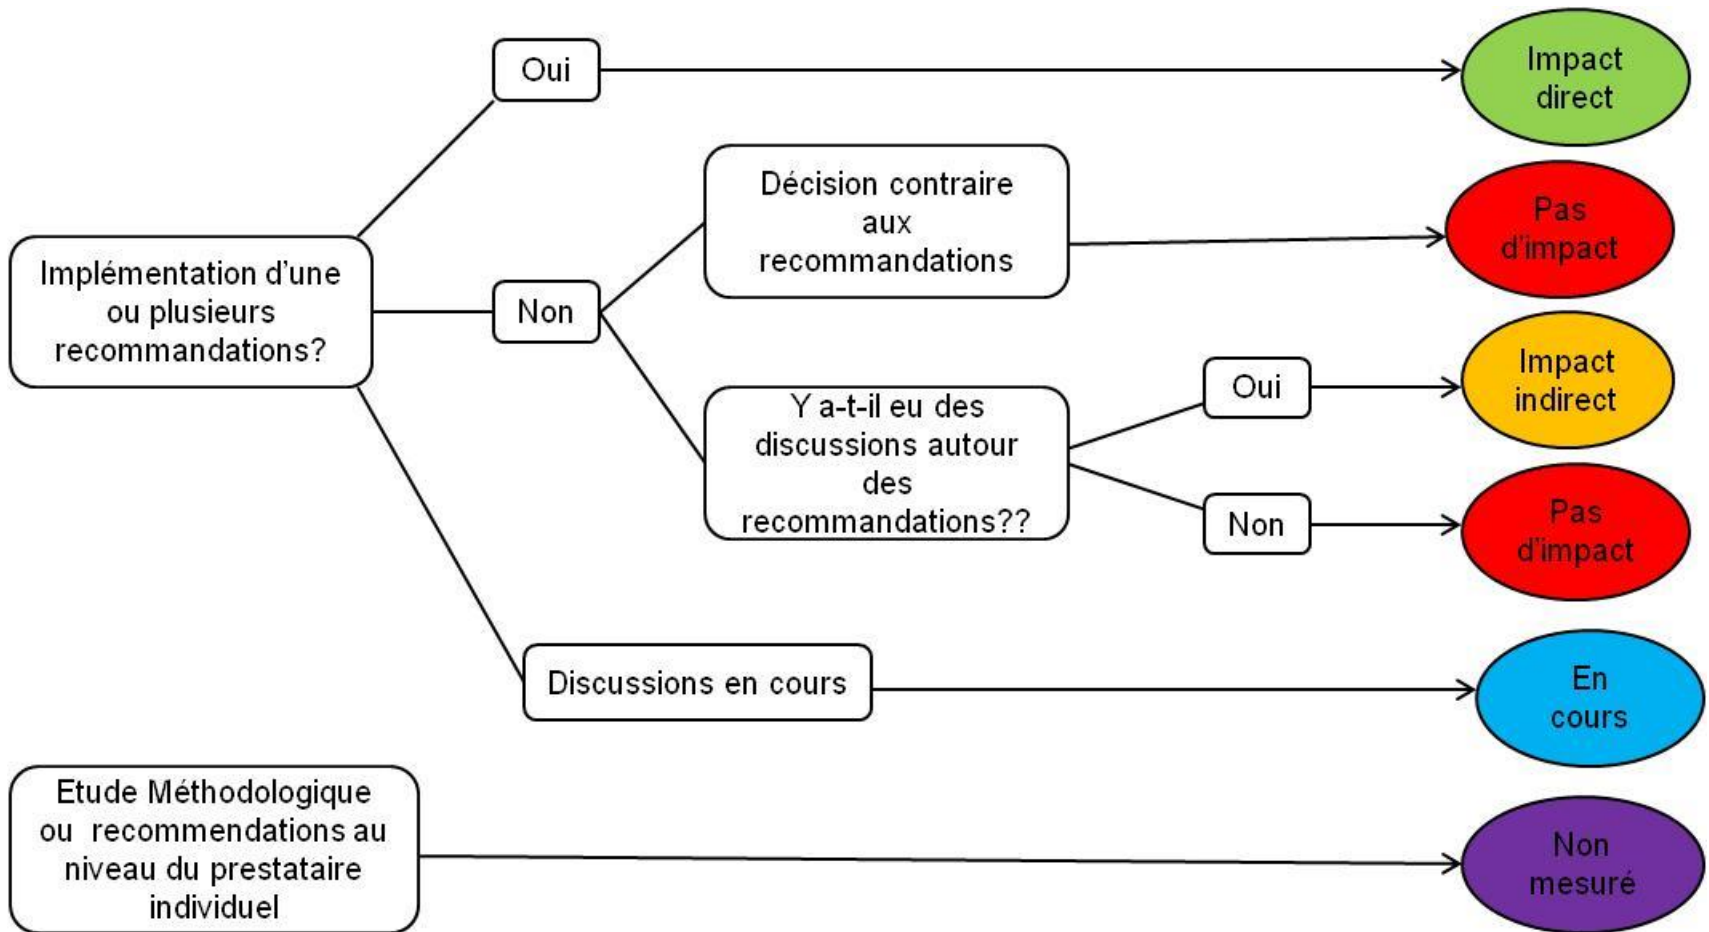 Oui
Impact
direct
Décision contraire
aux
recommandations
Pas
d'impact
Implémentation d'une
ou plusieurs
recommandations?
Non
Y a-t-il eu des
discussions autour
des
recommandations??
Oui
Impact
indirect
Non
Pas
d'impact
Discussions en cours
En
cours
Etude Méthodologique
ou recommendations au
niveau du prestataire
individuel
Non
mesuré